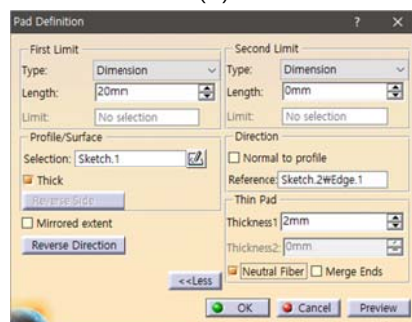 Pad Definition ? ×
First Limit
Type: Dimension
Length: 20mm
Limit: No selection
Profile/Surface
Selection: Sketch.1
Thick
Reverse Side
Mirrored extent
Reverse Direction
<<Less
Second Limit
Type: Dimension
Length: 0mm
Limit: No selection
Direction
Normal to profile
Reference: Sketch.2₩Edge.1
Thin Pad
Thickness1 2mm
Thickness2: 0mm
Neutral Fiber Merge Ends
OK Cancel Preview